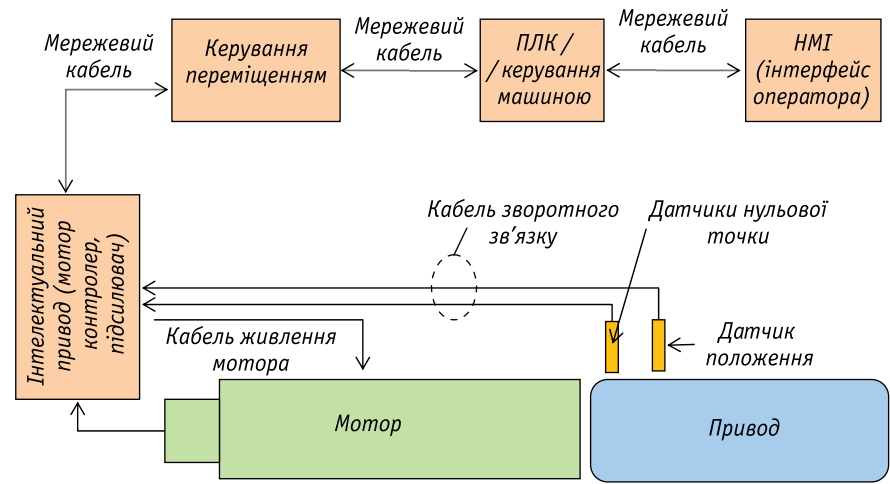 Мережевий
кабель
Керування
переміщенням
Мережевий
кабель
ПЛК /
/ керування
машиною
Мережевий
кабель
HMI
(інтерфейс
оператора)
Інтелектуальний
привод (мотор
контролер,
підсилювач)
Кабель зворотного
зв’язку
Датчики нульової
точки
Кабель живлення
мотора
Датчик
положення
Мотор
Привод